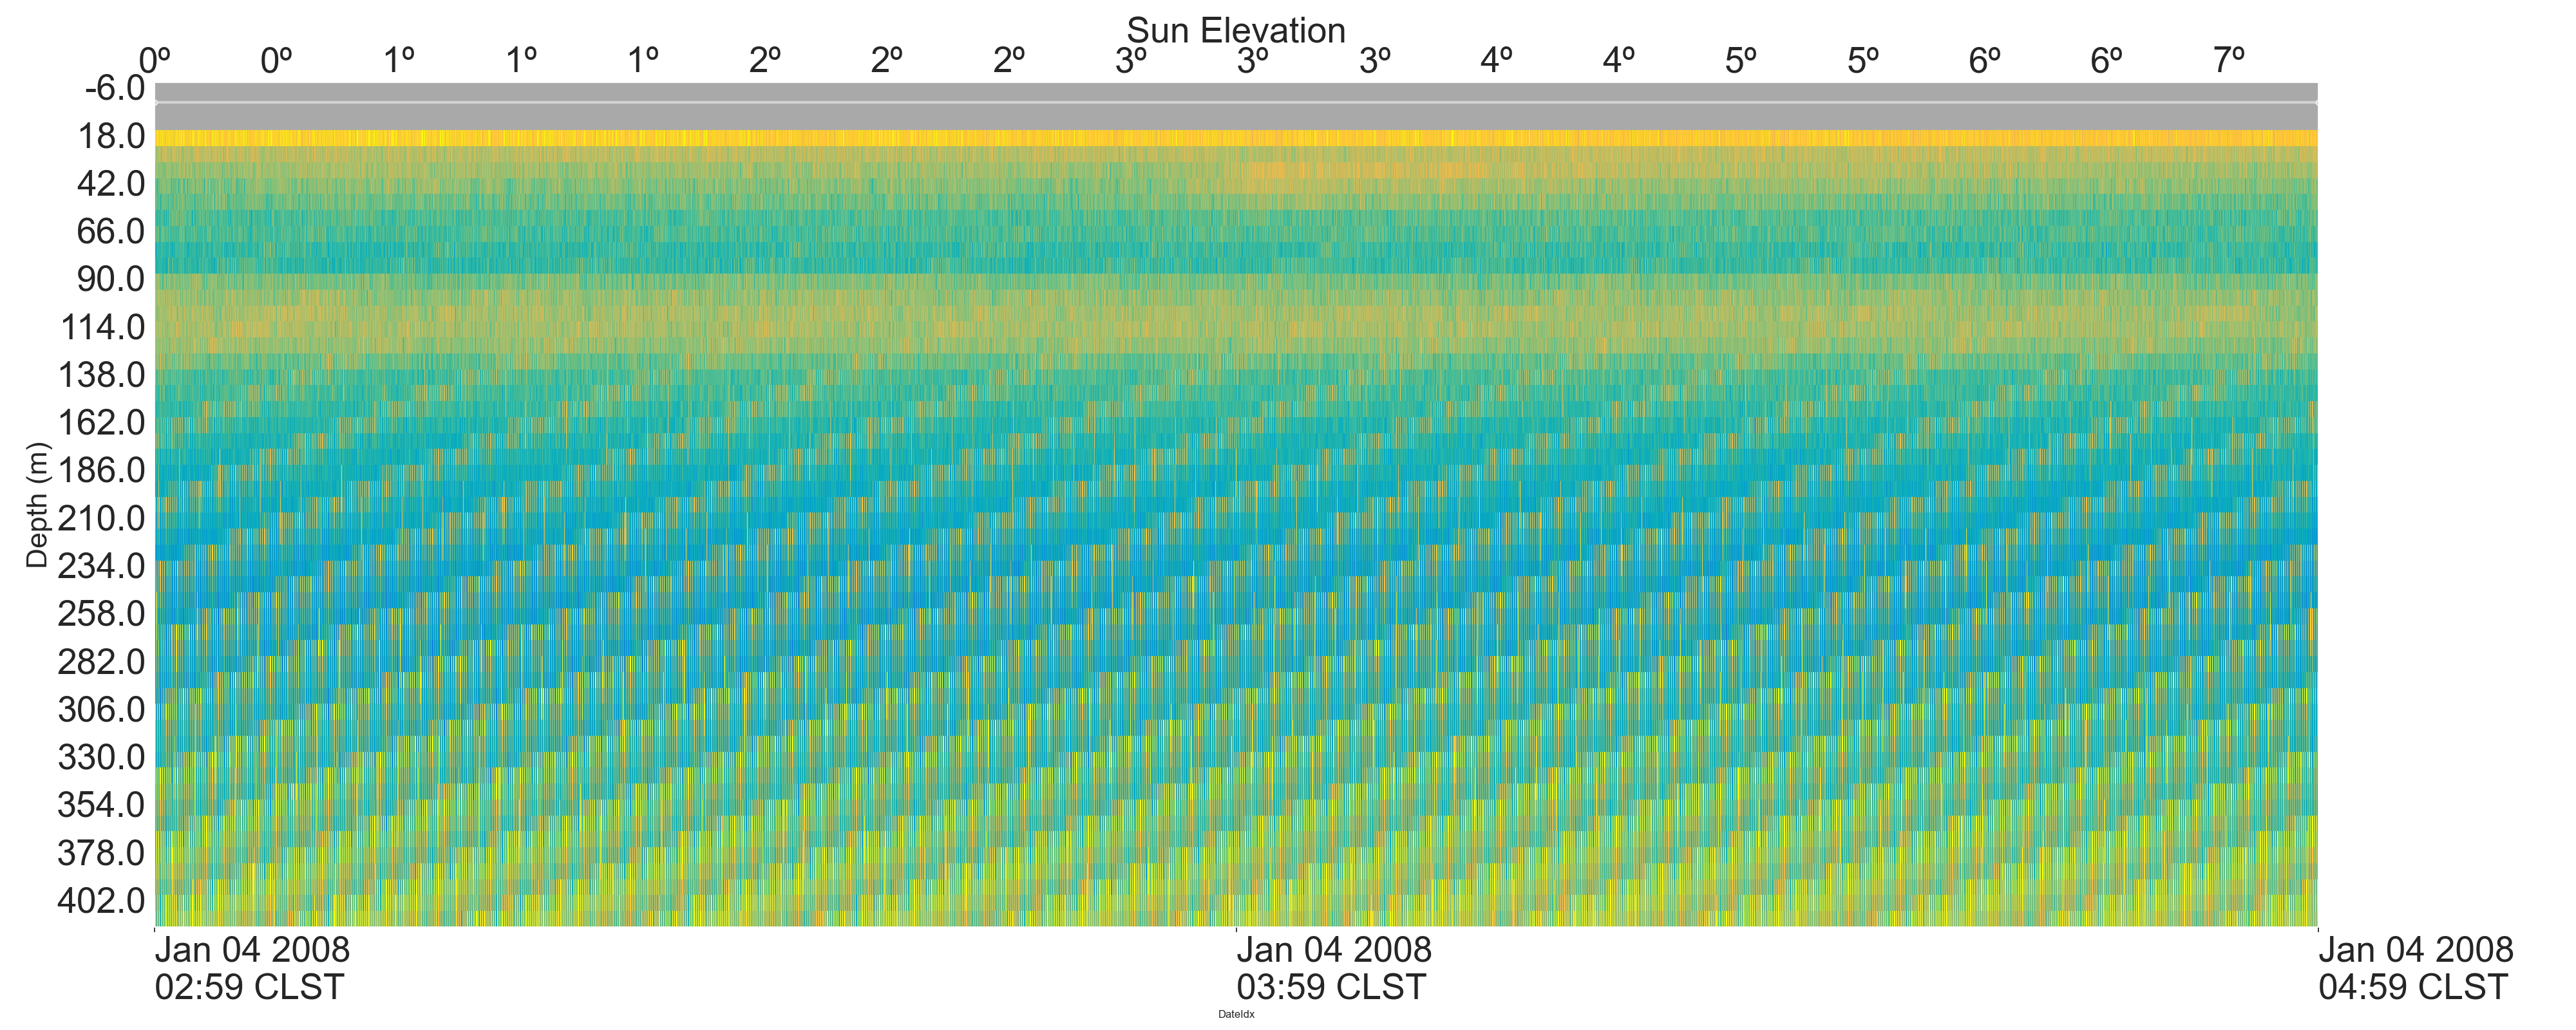 Sun Elevation
0º 0º 1º 1º 1º 2º 2º 2º 3º 3º 3º 4º 4º 5º 5º 6º 6º 7º
-6.0
18.0
42.0
66.0
90.0
114.0
138.0
162.0
186.0
210.0
234.0
258.0
282.0
306.0
330.0
354.0
378.0
402.0
Depth (m)
Jan 04 2008
02:59 CLST
Jan 04 2008
03:59 CLST
Jan 04 2008
04:59 CLST
DateIdx